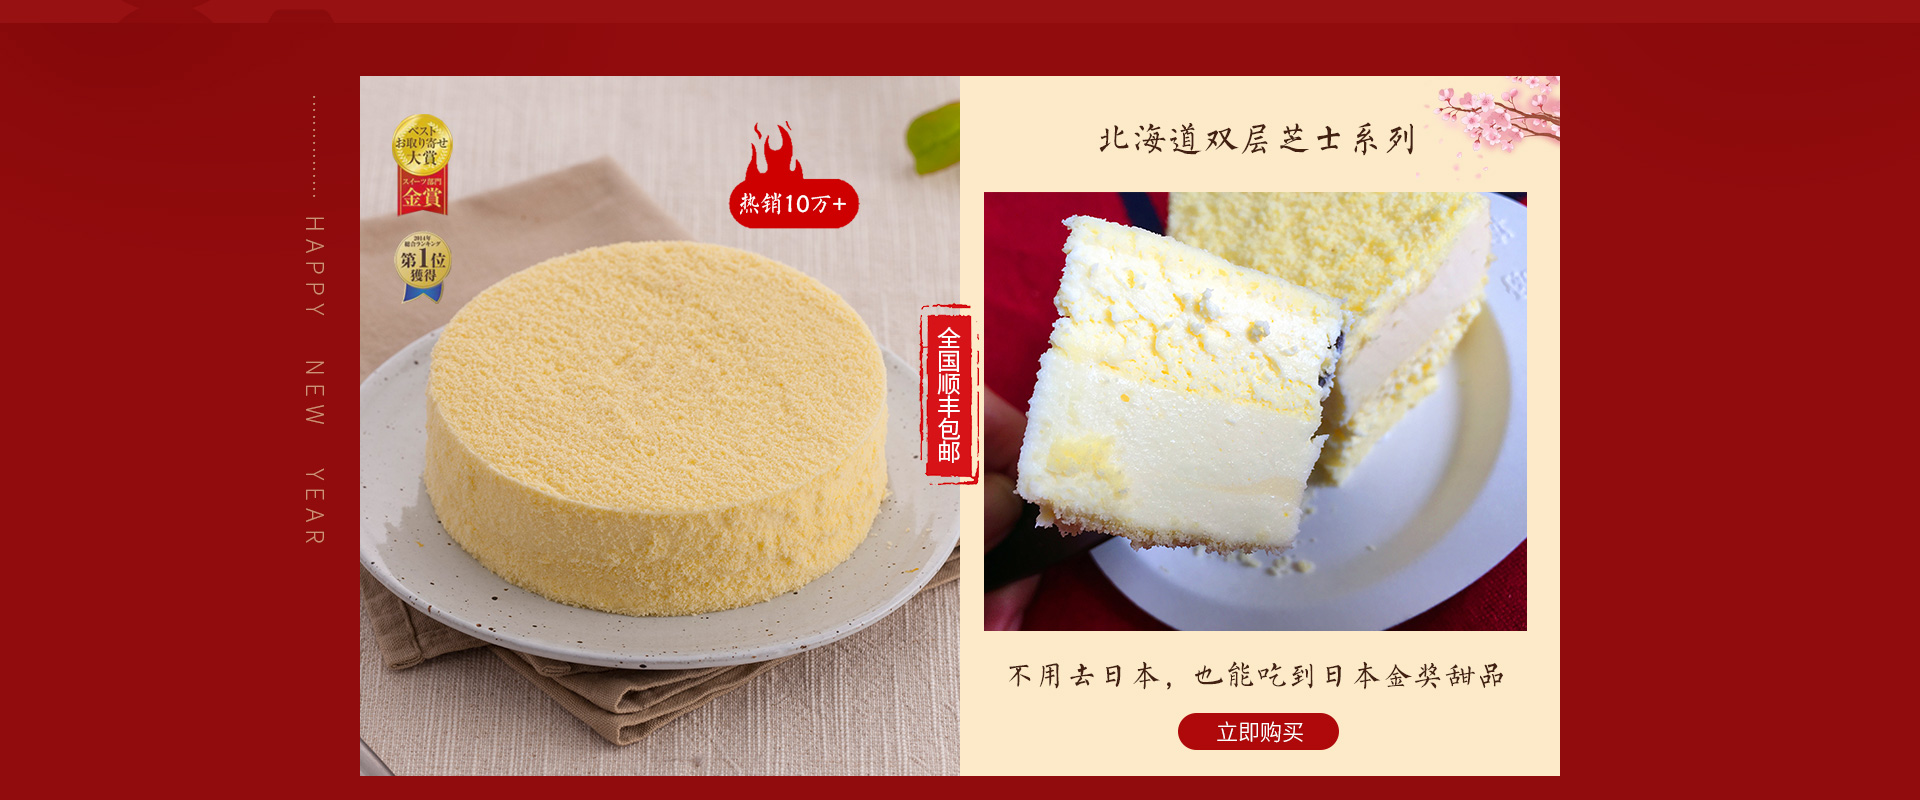 HAPPY NEW YEAR
ベスト
お取り寄せ
大賞
スイーツ部門
金賞
2014年
総合ランキング
第1位
獲得
热销10万+
全国顺丰包邮
北海道双层芝士系列
不用去日本，也能吃到日本金奖甜品
立即购买